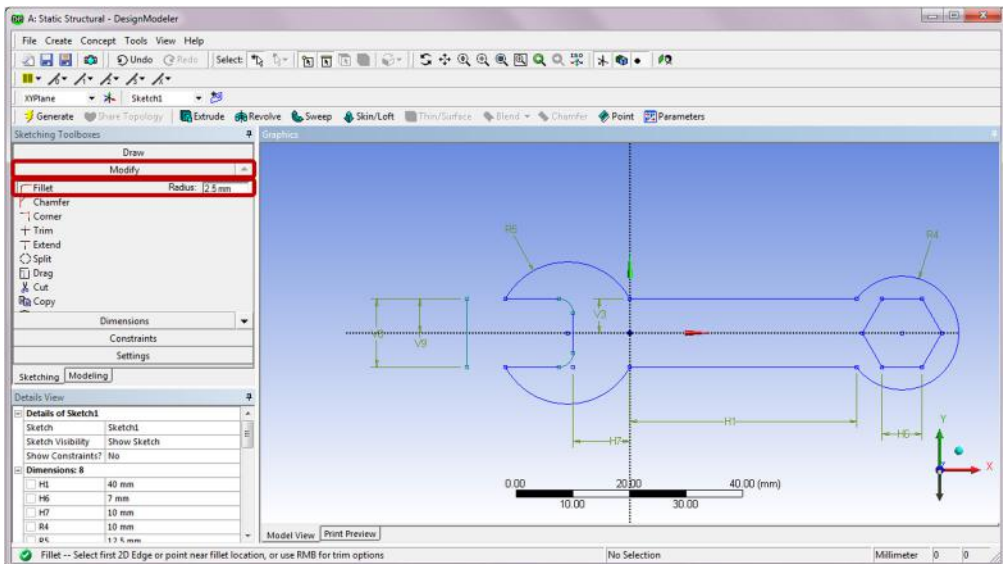 A: Static Structural - DesignModeler
File Create Concept Tools View Help
Undo Redo Select:
XYPlane Sketch1
Generate Share Topology Extrude Revolve Sweep Skin/Loft Thin/Surface Blend Chamfer Point Parameters
Sketching Toolboxes
Draw
Modify
Fillet Radius: 2.5 mm
Chamfer
Corner
Trim
Extend
Split
Drag
Cut
Copy
Dimensions
Constraints
Settings
Sketching Modeling
Details View
Details of Sketch1
Sketch Sketch1
Sketch Visibility Show Sketch
Show Constraints? No
Dimensions: 8
H1 40 mm
H6 7 mm
H7 10 mm
R4 10 mm
R5 12.5 mm
Graphics
R5
R4
V8
V9
V3
H1
H7
H6
Y
X
0.00 20.00 40.00 (mm)
10.00 30.00
Model View Print Preview
Fillet -- Select first 2D Edge or point near fillet location, or use RMB for trim options No Selection Millimeter 0 0